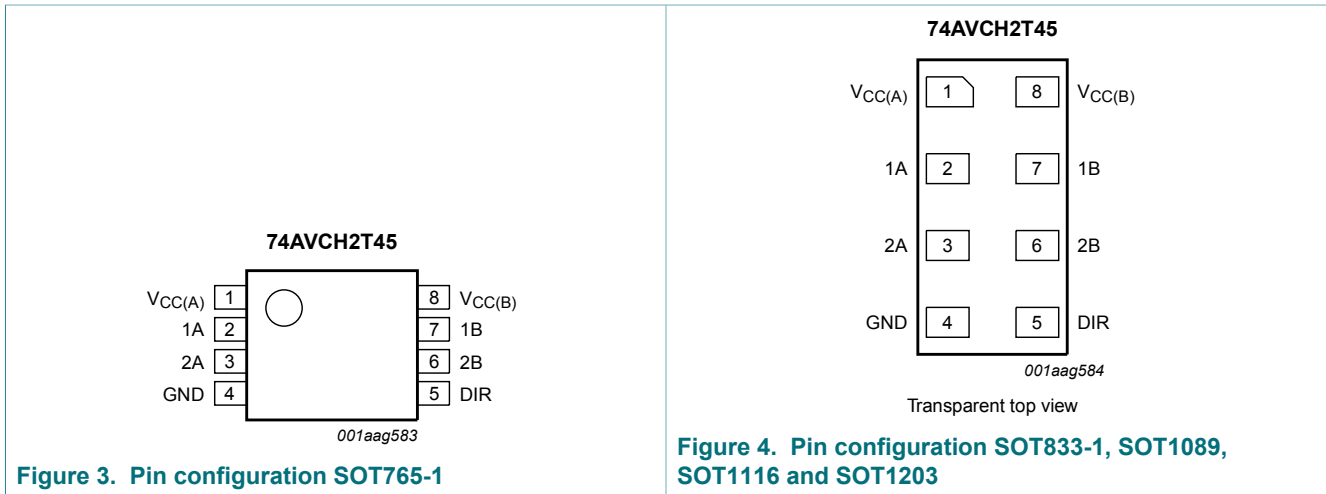 74AVCH2T45
VCC(A) 1 8 VCC(B)
1A 2 7 1B
2A 3 6 2B
GND 4 5 DIR
001aag583
Figure 3. Pin configuration SOT765-1
74AVCH2T45
VCC(A) 1 8 VCC(B)
1A 2 7 1B
2A 3 6 2B
GND 4 5 DIR
001aag584
Transparent top view
Figure 4. Pin configuration SOT833-1, SOT1089,
SOT1116 and SOT1203